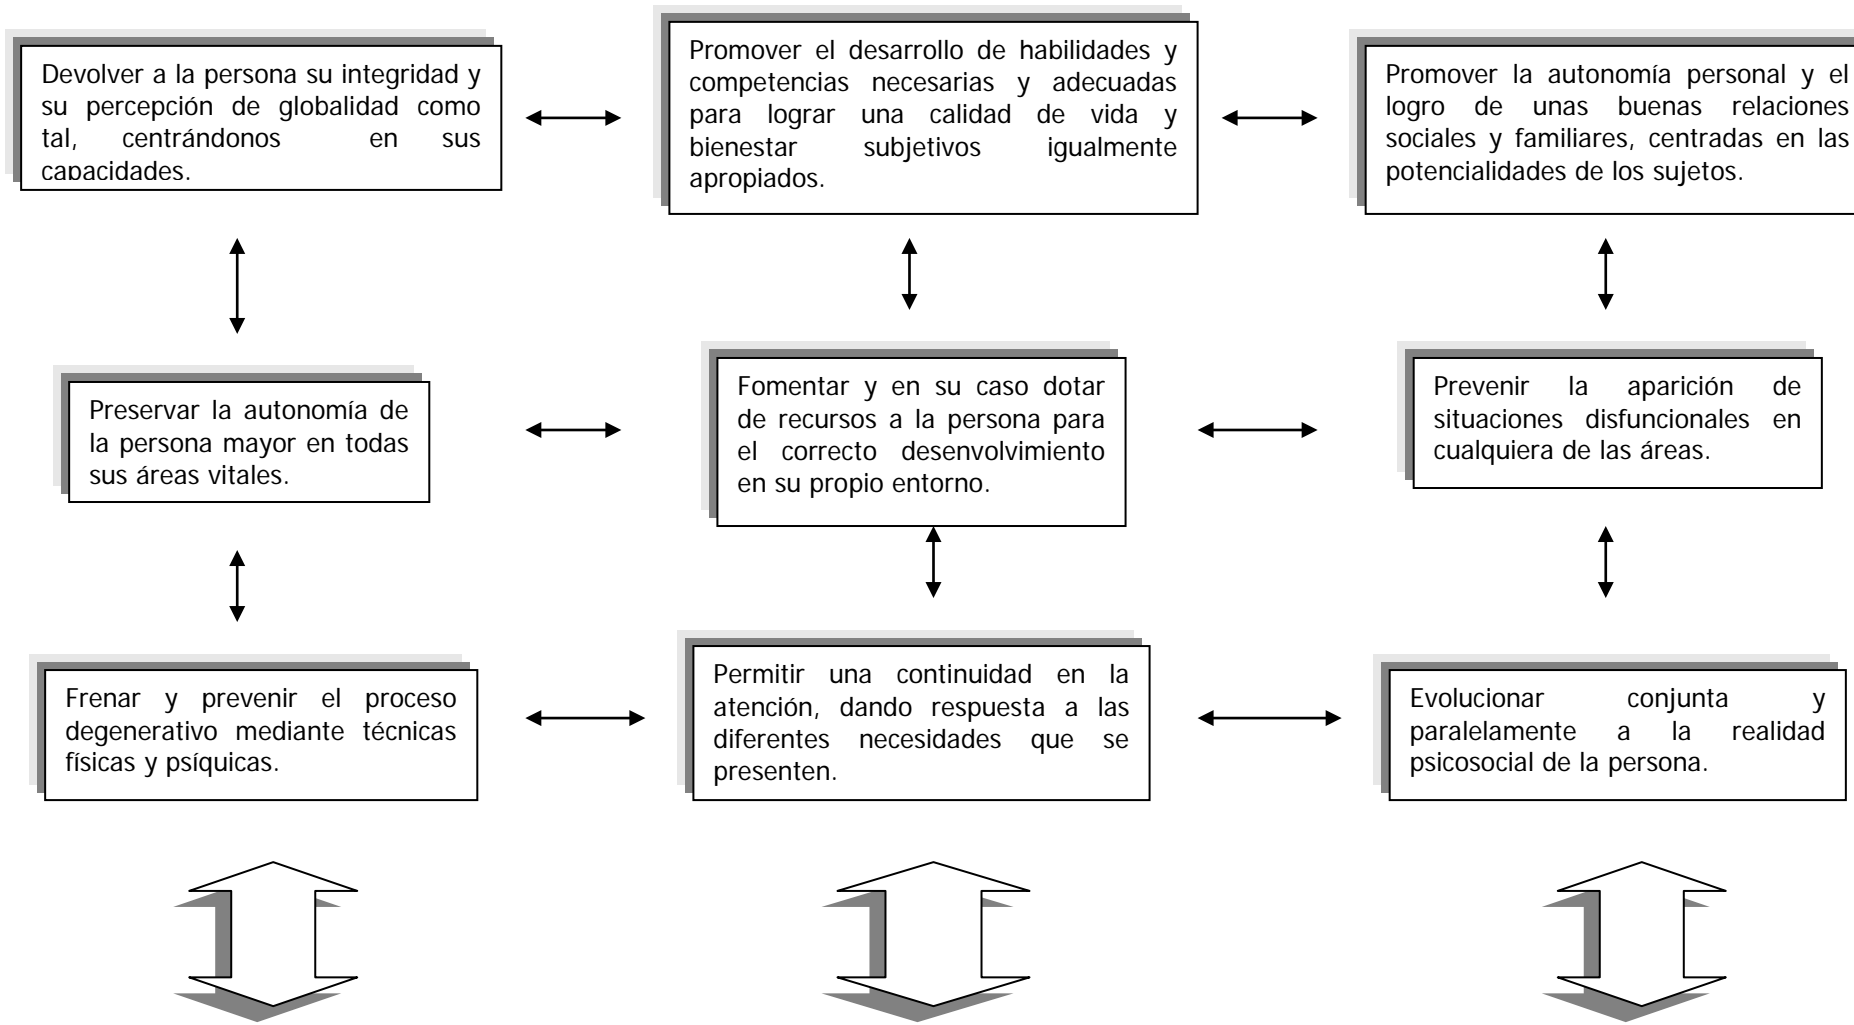 Devolver a la persona su integridad y
su percepción de globalidad como
tal, centrándonos en sus
capacidades.
Promover el desarrollo de habilidades y
competencias necesarias y adecuadas
para lograr una calidad de vida y
bienestar subjetivos igualmente
apropiados.
Promover la autonomía personal y el
logro de unas buenas relaciones
sociales y familiares, centradas en las
potencialidades de los sujetos.
Preservar la autonomía de
la persona mayor en todas
sus áreas vitales.
Fomentar y en su caso dotar
de recursos a la persona para
el correcto desenvolvimiento
en su propio entorno.
Prevenir la aparición de
situaciones disfuncionales en
cualquiera de las áreas.
Frenar y prevenir el proceso
degenerativo mediante técnicas
físicas y psíquicas.
Permitir una continuidad en la
atención, dando respuesta a las
diferentes necesidades que se
presenten.
Evolucionar conjunta y
paralelamente a la realidad
psicosocial de la persona.